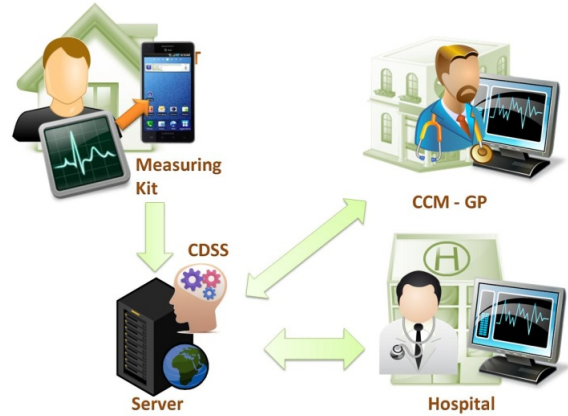 Measuring
Kit
CCM - GP
CDSS
H
Server
Hospital